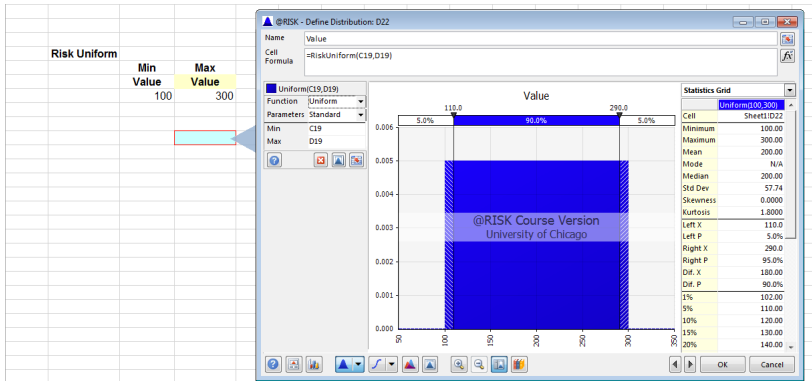 Risk Uniform
Min Max
Value Value
100 300
@RISK - Define Distribution: D22
Name Value
Cell Formula =RiskUniform(C19,D19)
Uniform(C19,D19)
Function Uniform
Parameters Standard
Min C19
Max D19
Value
110.0 290.0
5.0% 90.0% 5.0%
0.006
0.005
0.004
0.003
0.002
0.001
0.000
@RISK Course Version
University of Chicago
50 100 150 200 250 300 350
Statistics Grid
Uniform(100,300)
Cell Sheet1!D22
Minimum 100.00
Maximum 300.00
Mean 200.00
Mode N/A
Median 200.00
Std Dev 57.74
Skewness 0.0000
Kurtosis 1.8000
Left X 110.0
Left P 5.0%
Right X 290.0
Right P 95.0%
Dif. X 180.00
Dif. P 90.0%
1% 102.00
5% 110.00
10% 120.00
15% 130.00
20% 140.00
OK Cancel